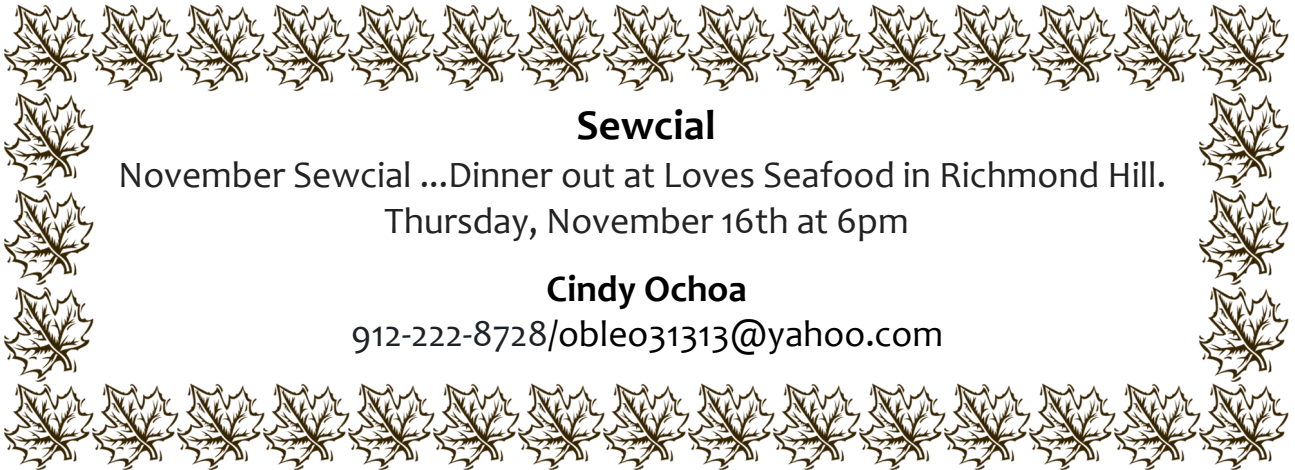 Sewcial
November Sewcial ...Dinner out at Loves Seafood in Richmond Hill.
Thursday, November 16th at 6pm
Cindy Ochoa
912-222-8728/obleo31313@yahoo.com